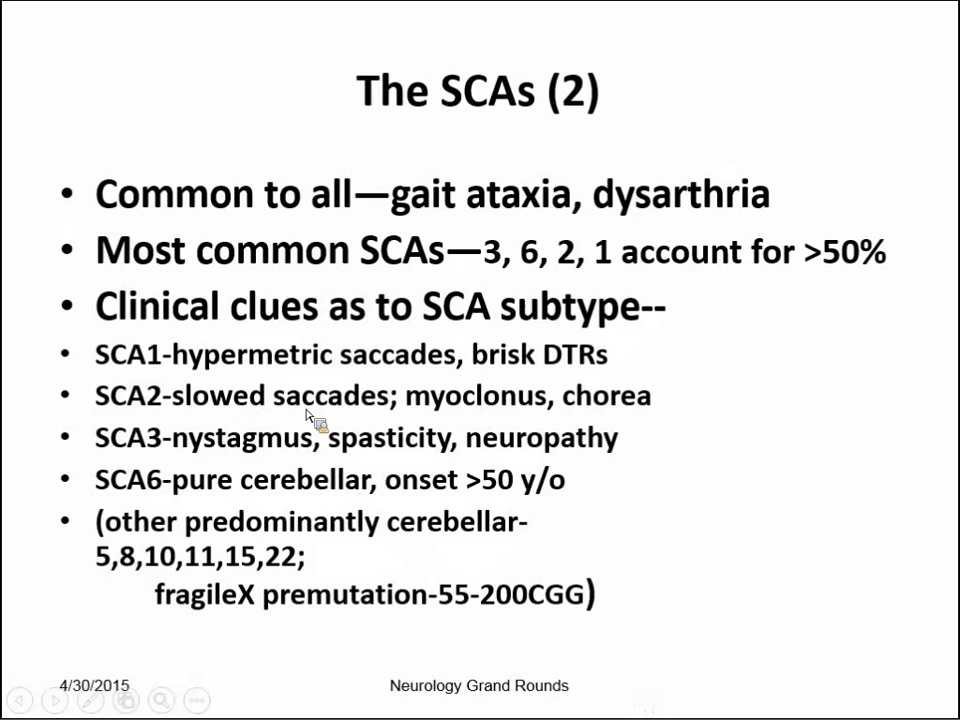 The SCAs (2)
• Common to all—gait ataxia, dysarthria
• Most common SCAs—3, 6, 2, 1 account for >50%
• Clinical clues as to SCA subtype--
• SCA1-hypermetric saccades, brisk DTRs
• SCA2-slowed saccades; myoclonus, chorea
• SCA3-nystagmus, spasticity, neuropathy
• SCA6-pure cerebellar, onset >50 y/o
• (other predominantly cerebellar-
5,8,10,11,15,22;
fragileX premutation-55-200CGG)
4/30/2015
Neurology Grand Rounds